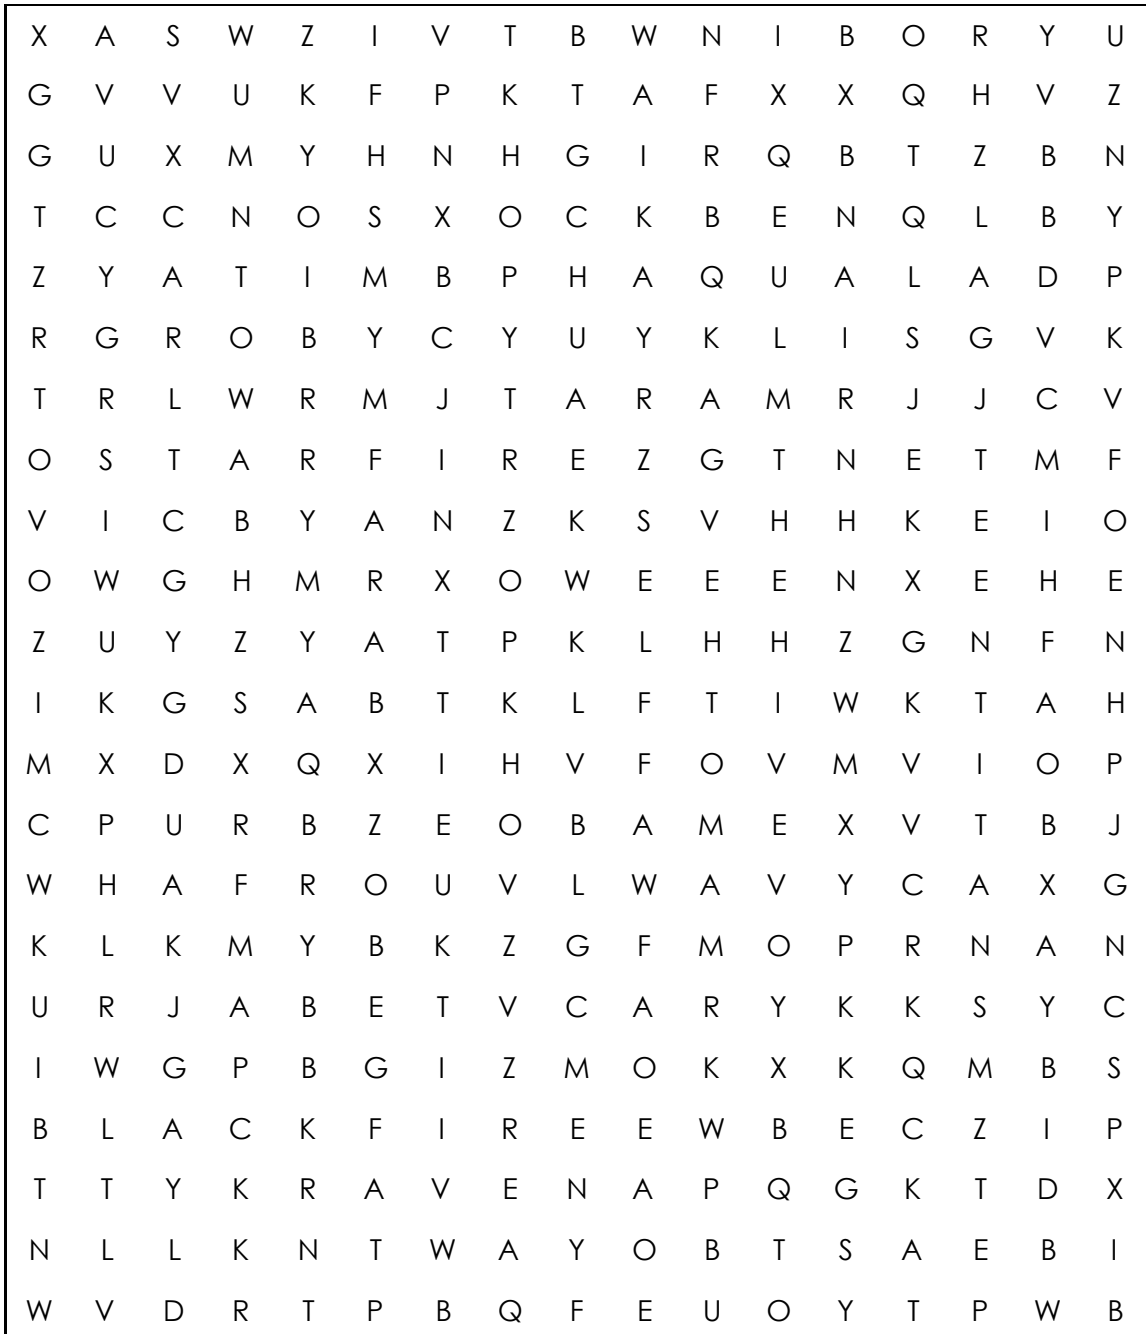 X A S W Z I V T B W N I B O R Y U
G V V U K F P K T A F X X Q H V Z
G U X M Y H N H G I R Q B T Z B N
T C C N O S X O C K B E N Q L B Y
Z Y A T I M B P H A Q U A L A D P
R G R O B Y C Y U Y K L I S G V K
T R L W R M J T A R A M R J J C V
O S T A R F I R E Z G T N E T M F
V I C B Y A N Z K S V H H K E I O
O W G H M R X O W E E E N X E H E
Z U Y Z Y A T P K L H H Z G N F N
I K G S A B T K L F T I W K T A H
M X D X Q X I H V F O V M V I O P
C P U R B Z E O B A M E X V T B J
W H A F R O U V L W A V Y C A X G
K L K M Y B K Z G F M O P R N A N
U R J A B E T V C A R Y K K S Y C
I W G P B G I Z M O K X K Q M B S
B L A C K F I R E E W B E C Z I P
T T Y K R A V E N A P Q G K T D X
N L L K N T W A Y O B T S A E B I
W V D R T P B Q F E U O Y T P W B